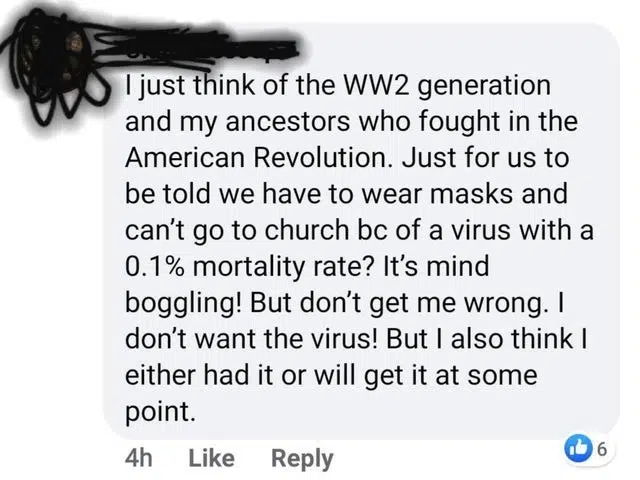 I just think of the WW2 generation
and my ancestors who fought in the
American Revolution. Just for us to
be told we have to wear masks and
can't go to church bc of a virus with a
0.1% mortality rate? It's mind
boggling! But don't get me wrong. I
don't want the virus! But I also think I
either had it or will get it at some
point.
4h Like Reply 6